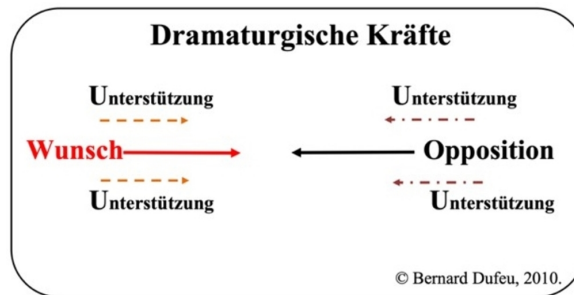 Dramaturgische Kräfte
Unterstützung Unterstützung
Wunsch Opposition
Unterstützung Unterstützung
© Bernard Dufeu, 2010.